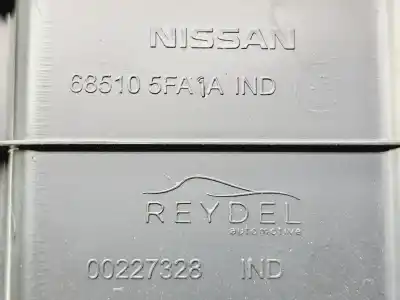 NISSAN
68510 5FA1A IND
REYDEL
automotive
00227328 IND